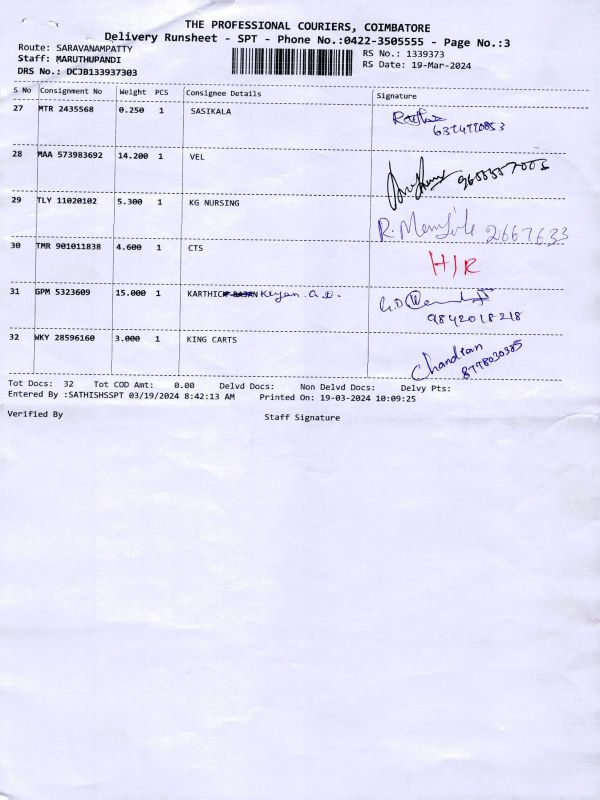 THE PROFESSIONAL COURIERS, COIMBATORE
Delivery Runsheet - SPT - Phone No.:0422-3505555 - Page No.:3
Route: SARAVANAMPATTY
RS No.: 1339373
Staff: MARUTHUPANDI
RS Date: 19-Mar-2024
DRS No.: DCJB133937303
S No Consignment No Weight PCS Consignee Details Signature
27 MTR 2435568 0.250 1 SASIKALA
28 MAA 573983692 14.200 1 VEL
29 TLY 11020102 5.300 1 KG NURSING
R. 2667633
30 TMR 901011838 4.600 1 CTS
H/R
31 GPM 5323609 15.000 1 KARTHICK RAJAN Keyan. G.D.
G.D
9842018218
32 WKY 28596160 3.000 1 KING CARTS
Chandran
8778030385
Tot Docs: 32 Tot COD Amt: 0.00 Delvd Docs: Non Delvd Docs: Delvy Pts:
Entered By :SATHISHSSPT 03/19/2024 8:42:13 AM Printed On: 19-03-2024 10:09:25
Verified By Staff Signature